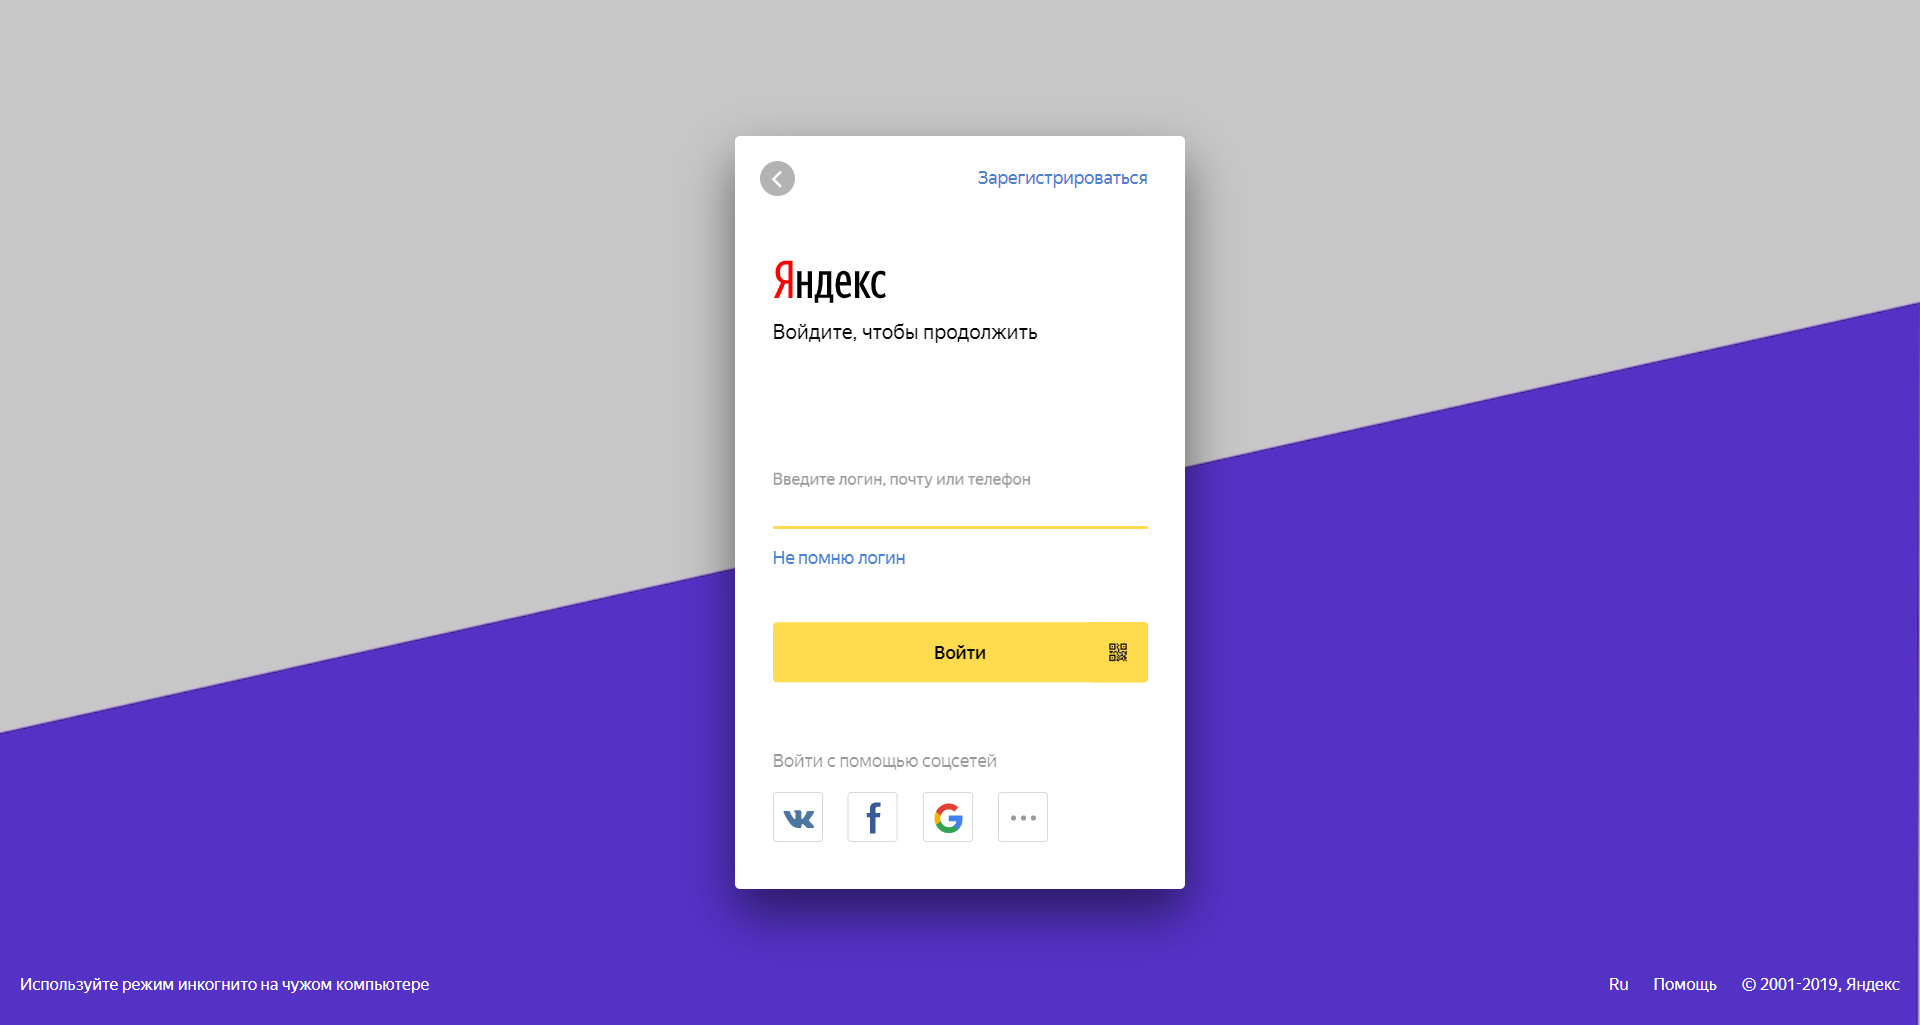 Зарегистрироваться
Яндекс
Войдите, чтобы продолжить
Введите логин, почту или телефон
Не помню логин
Войти
Войти с помощью соцсетей
Используйте режим инкогнито на чужом компьютере
Ru Помощь © 2001-2019, Яндекс